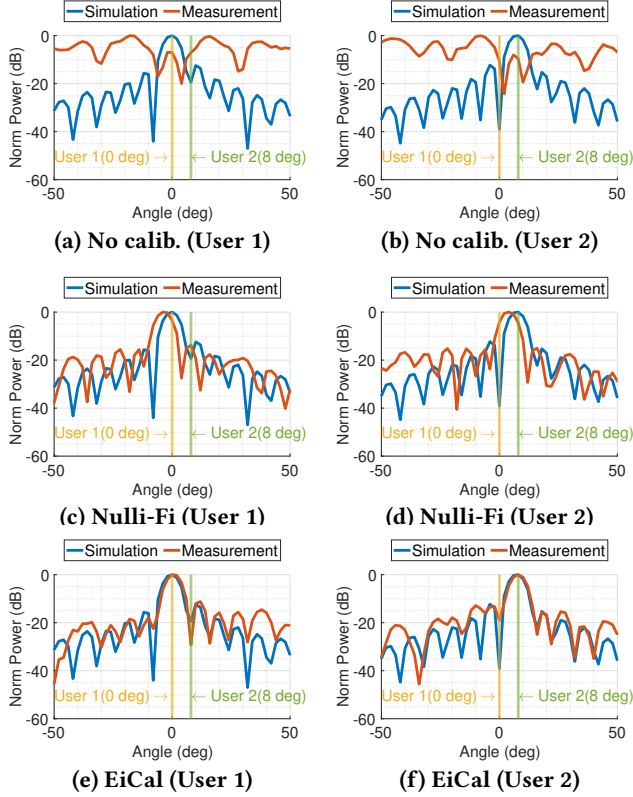 Simulation Measurement Simulation Measurement
0 0
-20 -20
-40 -40
-60 -60
Norm Power (dB) Norm Power (dB)
User 1(0 deg) → ← User 2(8 deg) User 1(0 deg) → ← User 2(8 deg)
-50 0 50 -50 0 50
Angle (deg) Angle (deg)
(a) No calib. (User 1) (b) No calib. (User 2)
Simulation Measurement Simulation Measurement
0 0
-20 -20
-40 -40
-60 -60
Norm Power (dB) Norm Power (dB)
User 1(0 deg) → ← User 2(8 deg) User 1(0 deg) → ← User 2(8 deg)
-50 0 50 -50 0 50
Angle (deg) Angle (deg)
(c) Nulli-Fi (User 1) (d) Nulli-Fi (User 2)
Simulation Measurement Simulation Measurement
0 0
-20 -20
-40 -40
-60 -60
Norm Power (dB) Norm Power (dB)
User 1(0 deg) → ← User 2(8 deg) User 1(0 deg) → ← User 2(8 deg)
-50 0 50 -50 0 50
Angle (deg) Angle (deg)
(e) EiCal (User 1) (f) EiCal (User 2)